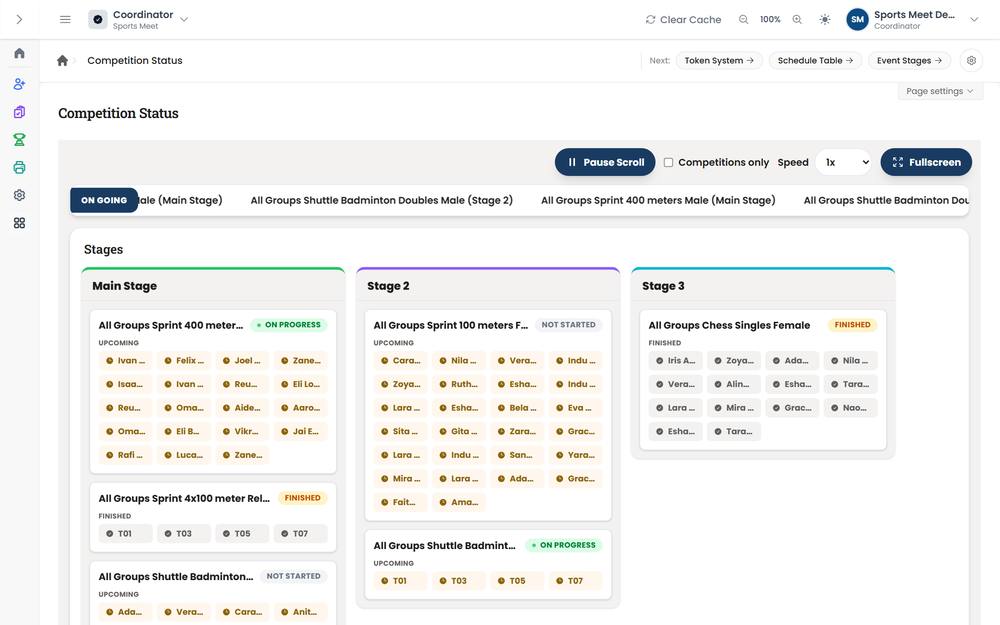 Coordinator
Sports Meet
Clear Cache
100%
SM
Sports Meet De...
Coordinator
Competition Status
Next:
Token System →
Schedule Table →
Event Stages →
Page settings
Competition Status
Pause Scroll
Competitions only
Speed
1x
Fullscreen
ON GOING
ale (Main Stage)
All Groups Shuttle Badminton Doubles Male (Stage 2)
All Groups Sprint 400 meters Male (Main Stage)
All Groups Shuttle Badminton Dou
Stages
Main Stage
All Groups Sprint 400 meter...
ON PROGRESS
UPCOMING
Ivan ... Felix ... Joel ... Zane...
Isaa... Ivan ... Reu... Eli Lo...
Reu... Oma... Aide... Aaro...
Oma... Eli B... Vikr... Jai E...
Rafi ... Luca... Zane...
All Groups Sprint 4x100 meter Rel...
FINISHED
FINISHED
T01 T03 T05 T07
All Groups Shuttle Badminton...
NOT STARTED
UPCOMING
Ada... Vera... Cara... Anit...
Stage 2
All Groups Sprint 100 meters F...
NOT STARTED
UPCOMING
Cara... Nila ... Vera... Indu ...
Zoya... Ruth... Esha... Indu ...
Lara ... Esha... Bela ... Eva ...
Sita ... Gita ... Zara... Grac...
Lara ... Indu ... San... Yara...
Mira ... Lara ... Ada... Grac...
Fait... Ama...
All Groups Shuttle Badmint...
ON PROGRESS
UPCOMING
T01 T03 T05 T07
Stage 3
All Groups Chess Singles Female
FINISHED
FINISHED
Iris A... Zoya... Ada... Nila ...
Vera... Alin... Esha... Tara...
Lara ... Mira ... Grac... Nao...
Esha... Tara...